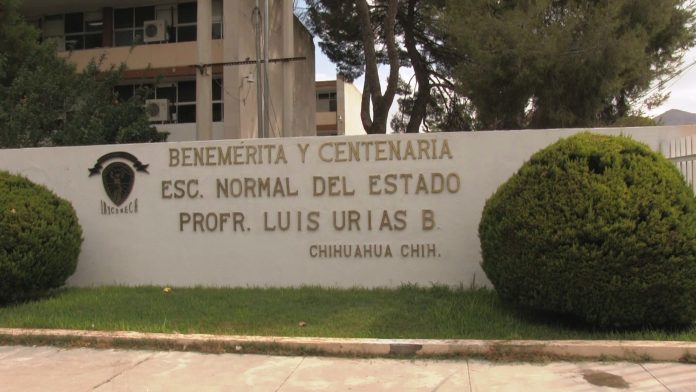 BENEMÉRITA Y CENTENARIA
ESC. NORMAL DEL ESTADO
PROFR. LUIS URIAS B.
CHIHUAHUA CHIH.